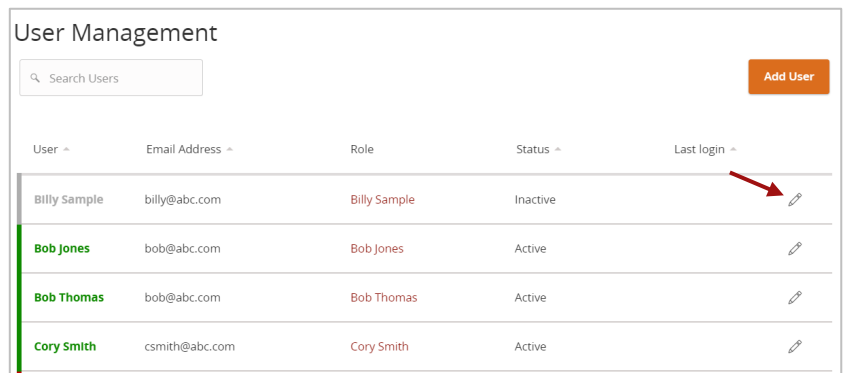 User Management
Search Users
Add User
User Email Address Role Status Last login
Billy Sample billy@abc.com Billy Sample Inactive
Bob Jones bob@abc.com Bob Jones Active
Bob Thomas bob@abc.com Bob Thomas Active
Cory Smith csmith@abc.com Cory Smith Active